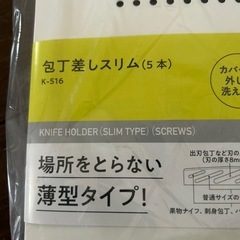 包丁差しスリム(5本)
K-516
カバー
外し
洗え
KNIFE HOLDER (SLIM TYPE) (SCREWS)
場所をとらない
薄型タイプ!
出刃包丁など刃の
(刃の厚さ8m
普通サイズの
果物ナイフ、刺身包丁、パ